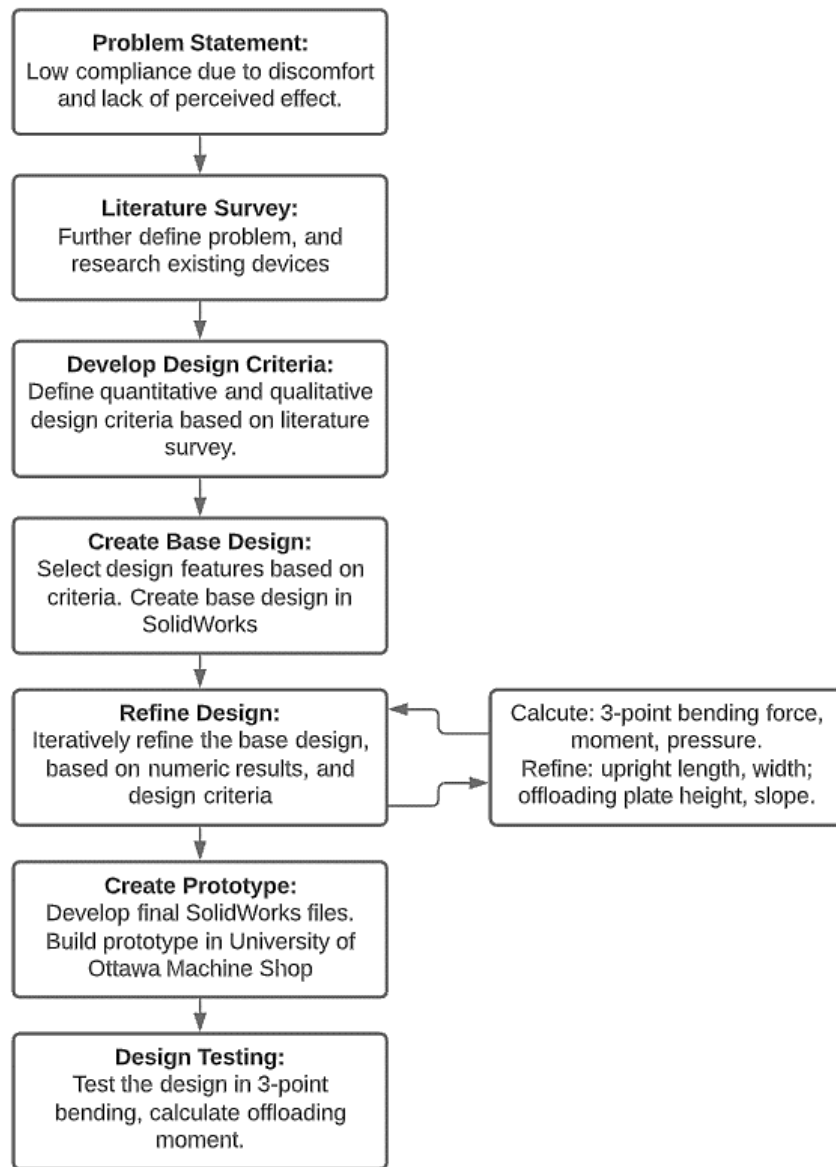 Problem Statement:
Low compliance due to discomfort
and lack of perceived effect.
Literature Survey:
Further define problem, and
research existing devices
Develop Design Criteria:
Define quantitative and qualitative
design criteria based on literature
survey.
Create Base Design:
Select design features based on
criteria. Create base design in
SolidWorks
Refine Design:
Iteratively refine the base design,
based on numeric results, and
design criteria
Calcute: 3-point bending force,
moment, pressure.
Refine: upright length, width;
offloading plate height, slope.
Create Prototype:
Develop final SolidWorks files.
Build prototype in University of
Ottawa Machine Shop
Design Testing:
Test the design in 3-point
bending, calculate offloading
moment.